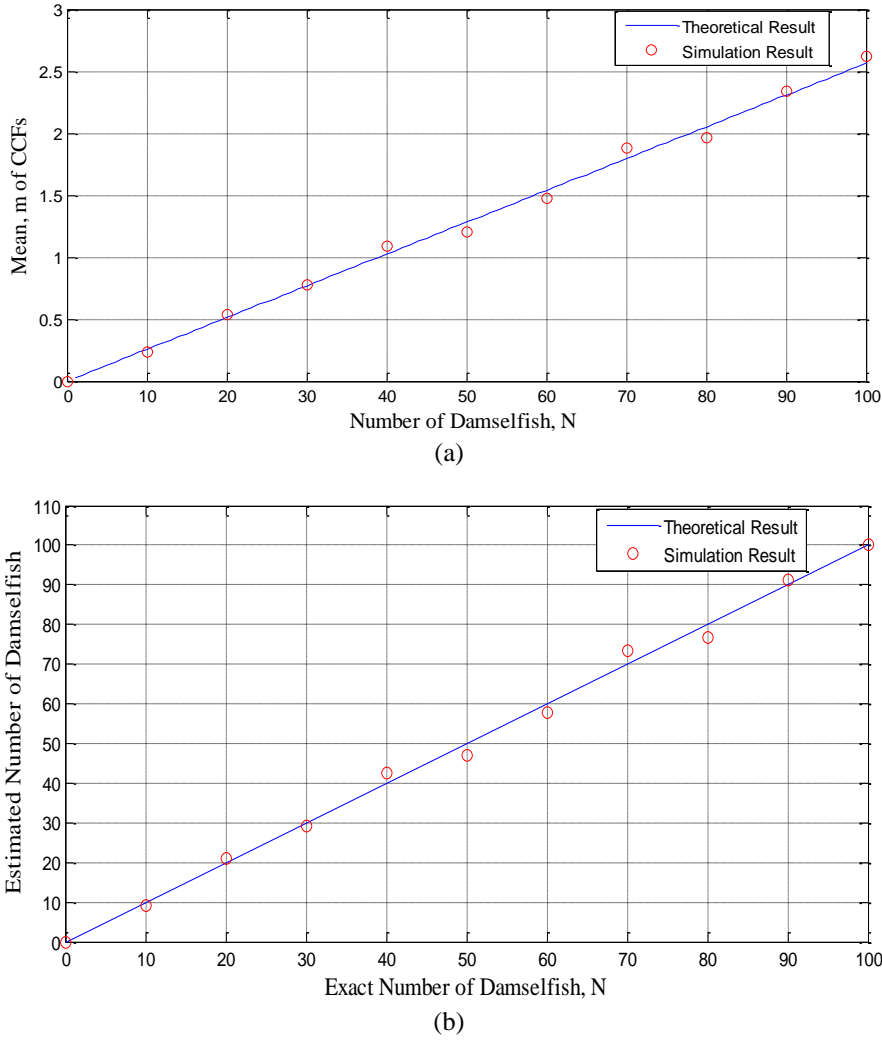 3
2.5
2
1.5
1
0.5
0
Mean, m of CCFs
Theoretical Result
Simulation Result
0 10 20 30 40 50 60 70 80 90 100
Number of Damselfish, N
(a)
110
100
90
80
70
60
50
40
30
20
10
0
Estimated Number of Damselfish
Theoretical Result
Simulation Result
0 10 20 30 40 50 60 70 80 90 100
Exact Number of Damselfish, N
(b)